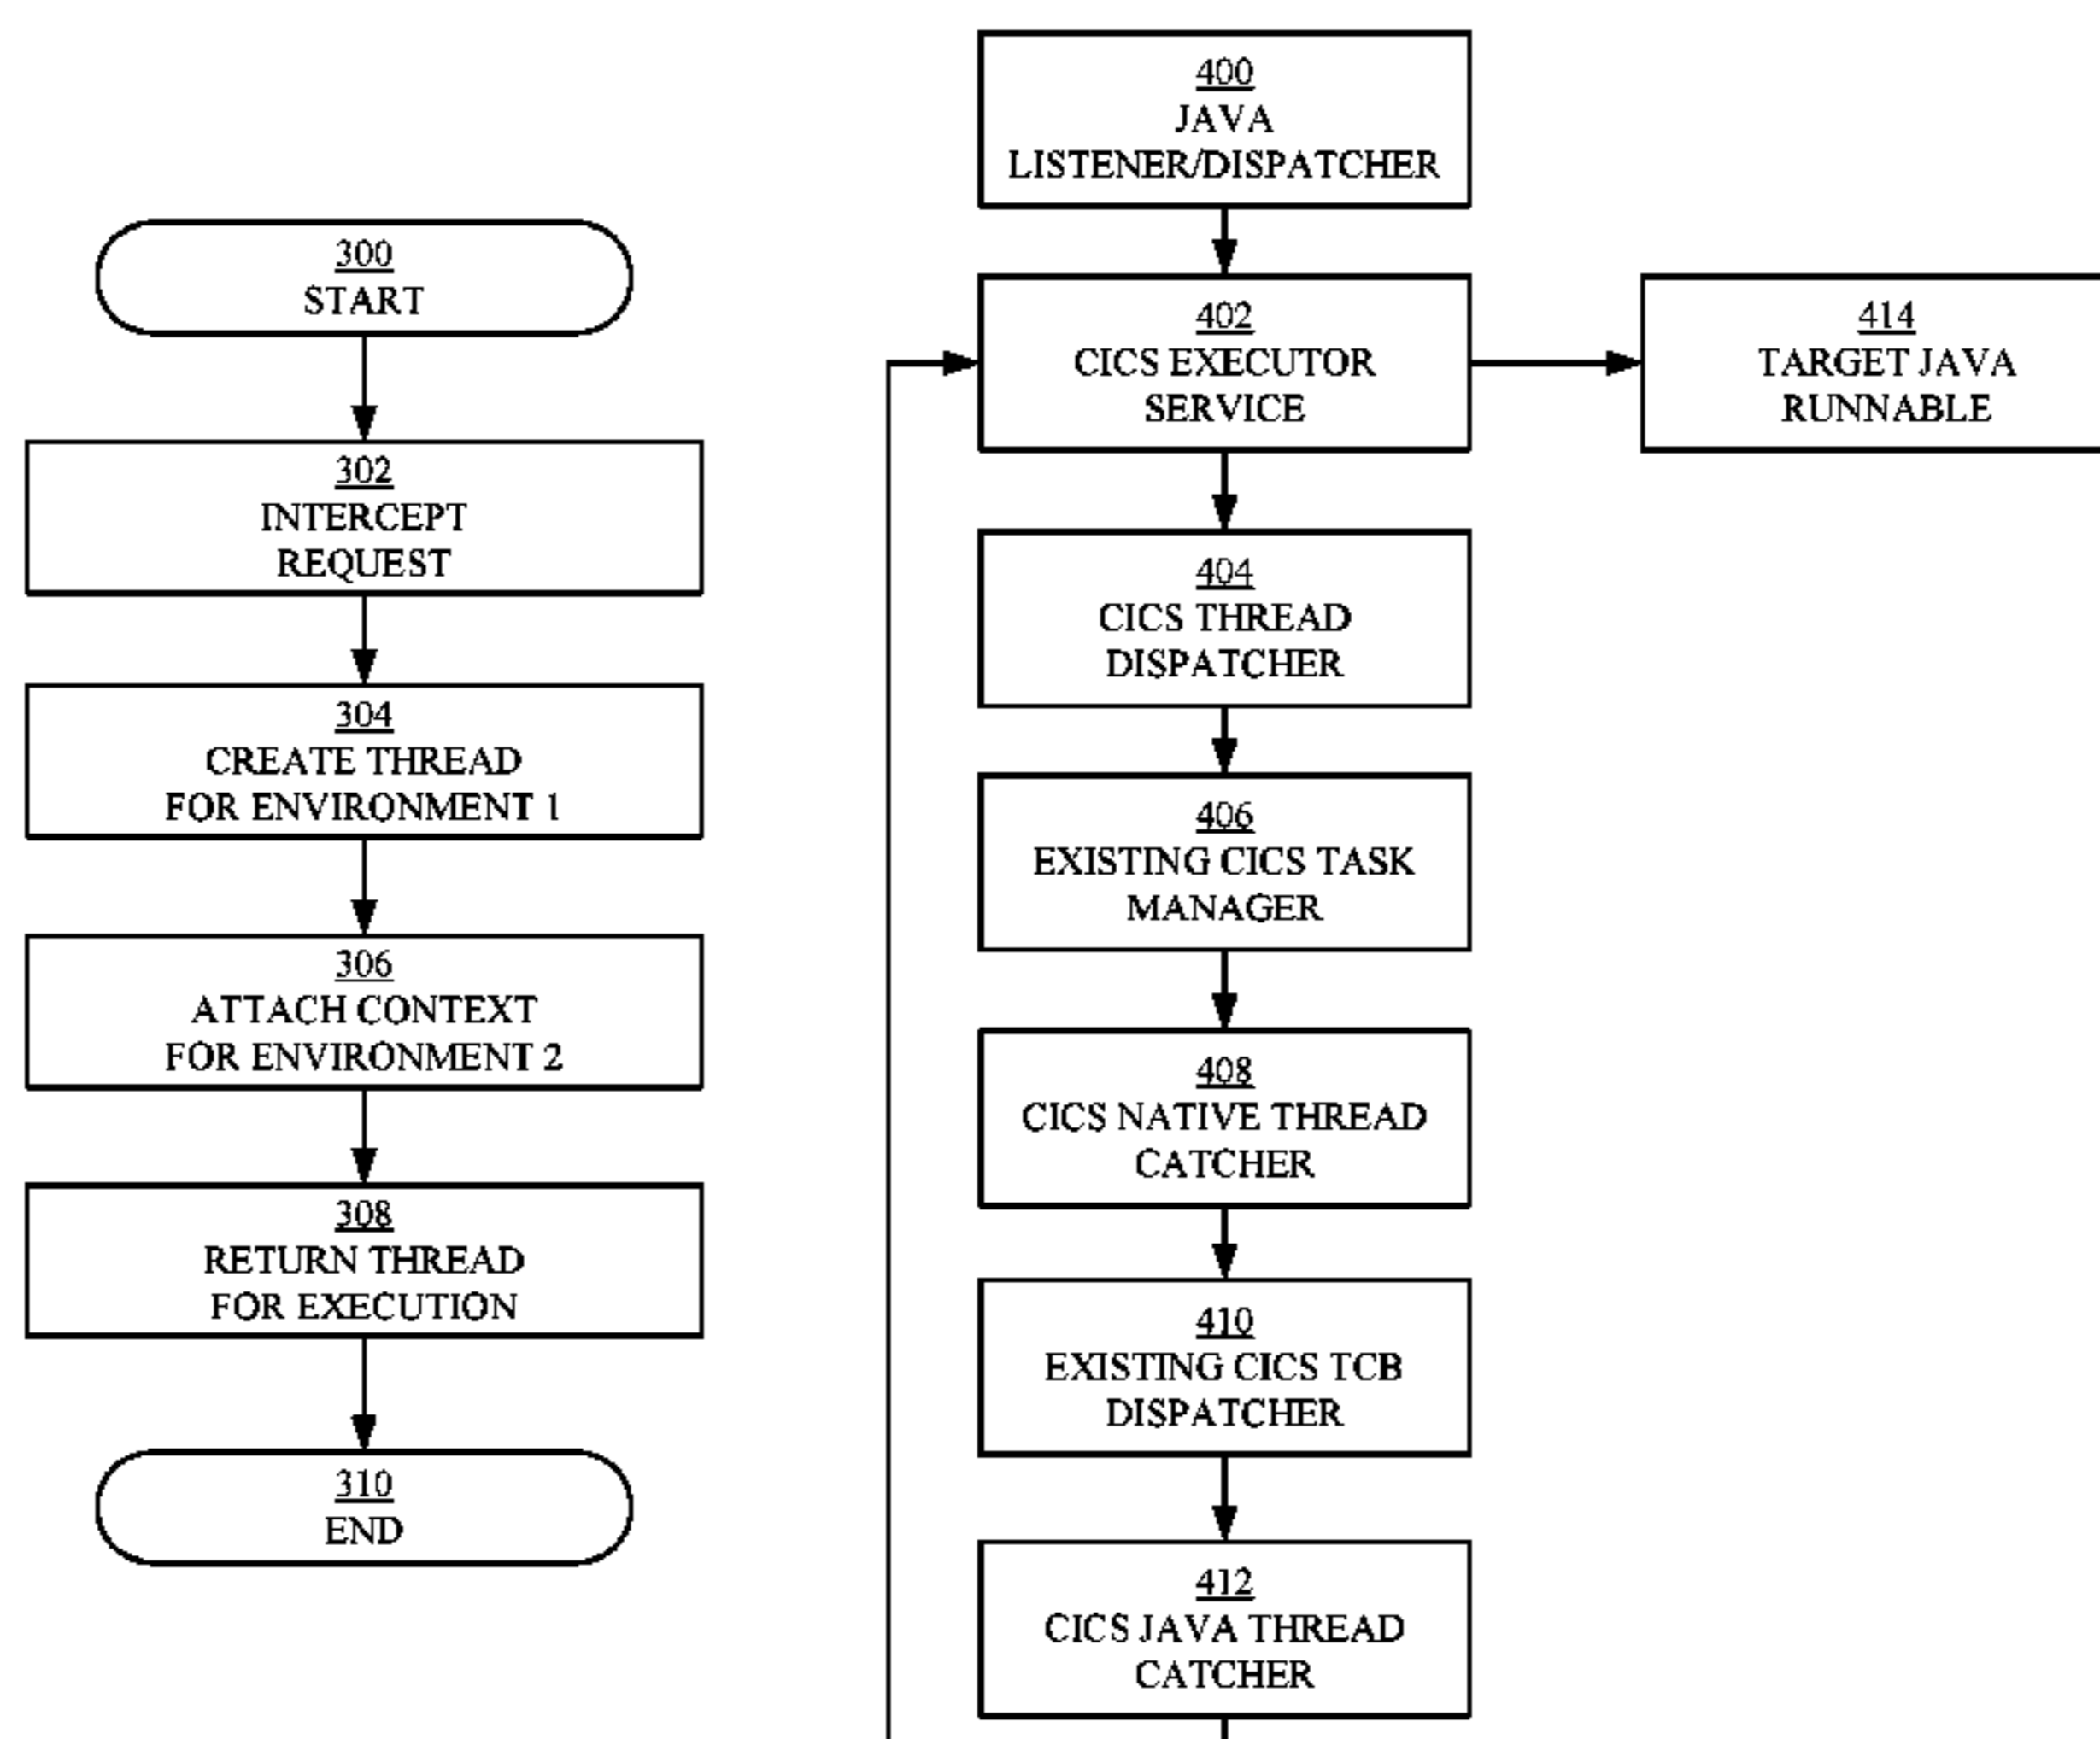 300
START
302
INTERCEPT
REQUEST
304
CREATE THREAD
FOR ENVIRONMENT 1
306
ATTACH CONTEXT
FOR ENVIRONMENT 2
308
RETURN THREAD
FOR EXECUTION
310
END
400
JAVA
LISTENER/DISPATCHER
402
CICS EXECUTOR
SERVICE
414
TARGET JAVA
RUNNABLE
404
CICS THREAD
DISPATCHER
406
EXISTING CICS TASK
MANAGER
408
CICS NATIVE THREAD
CATCHER
410
EXISTING CICS TCB
DISPATCHER
412
CICS JAVA THREAD
CATCHER